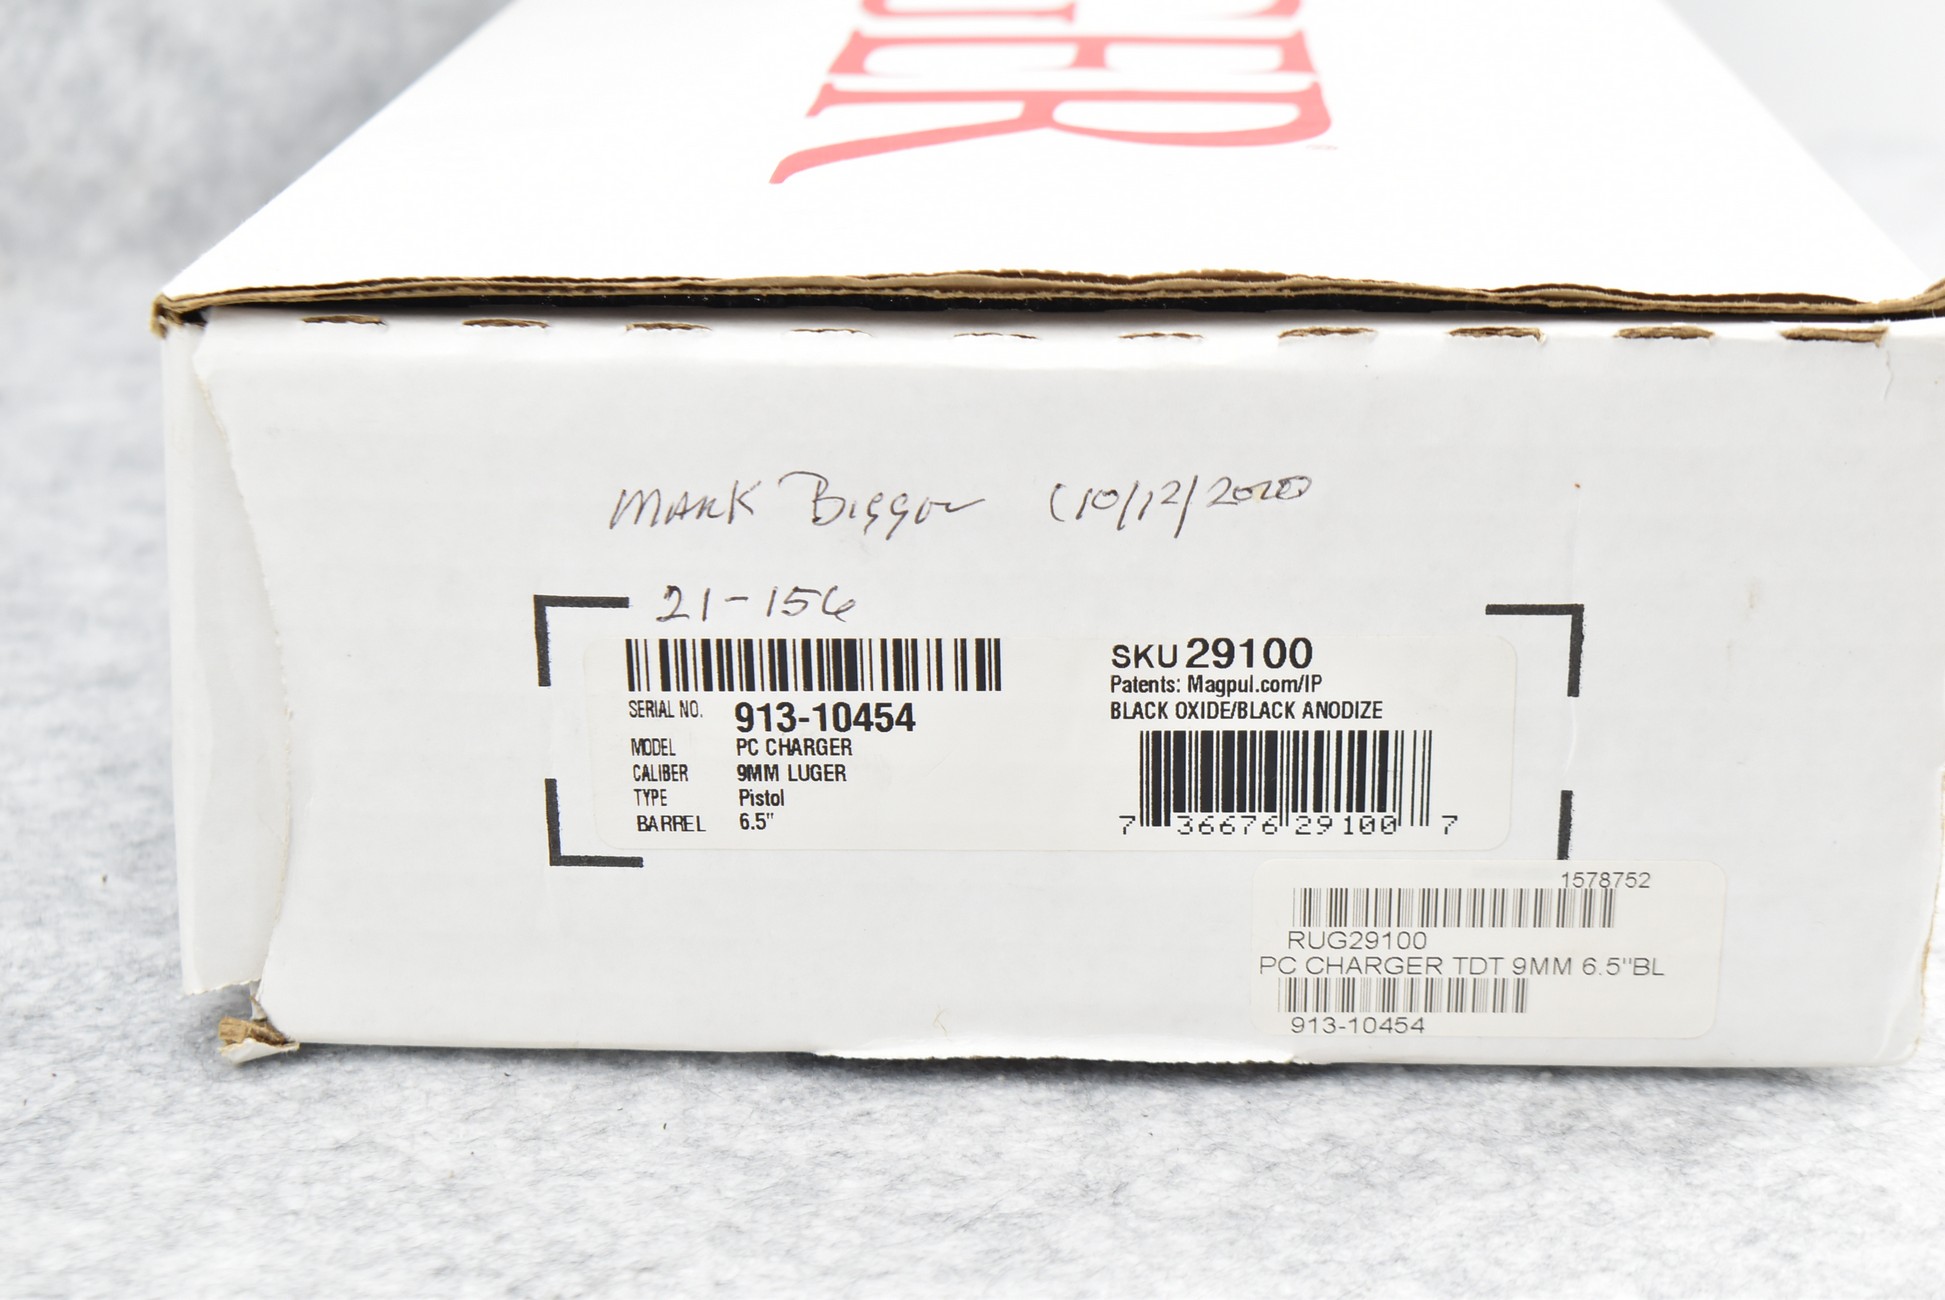 GER
MARK Bigger (10/12/2020)
21-156
SERIAL NO. 913-10454
MODEL PC CHARGER
CALIBER 9MM LUGER
TYPE Pistol
BARREL 6.5"
SKU 29100
Patents: Magpul.com/IP
BLACK OXIDE/BLACK ANODIZE
7 36676 29100 7
1578752
RUG29100
PC CHARGER TDT 9MM 6.5"BL
913-10454